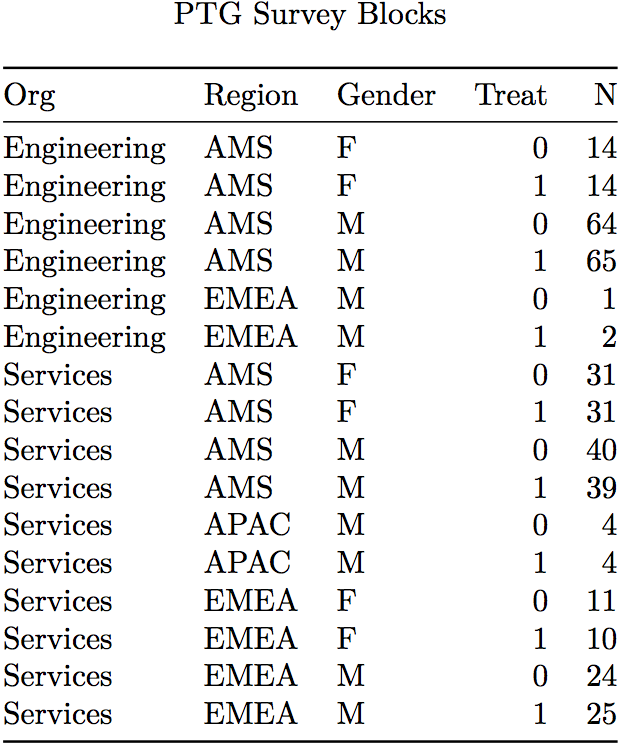 PTG Survey Blocks
Org Region Gender Treat N
Engineering AMS F 0 14
Engineering AMS F 1 14
Engineering AMS M 0 64
Engineering AMS M 1 65
Engineering EMEA M 0 1
Engineering EMEA M 1 2
Services AMS F 0 31
Services AMS F 1 31
Services AMS M 0 40
Services AMS M 1 39
Services APAC M 0 4
Services APAC M 1 4
Services EMEA F 0 11
Services EMEA F 1 10
Services EMEA M 0 24
Services EMEA M 1 25